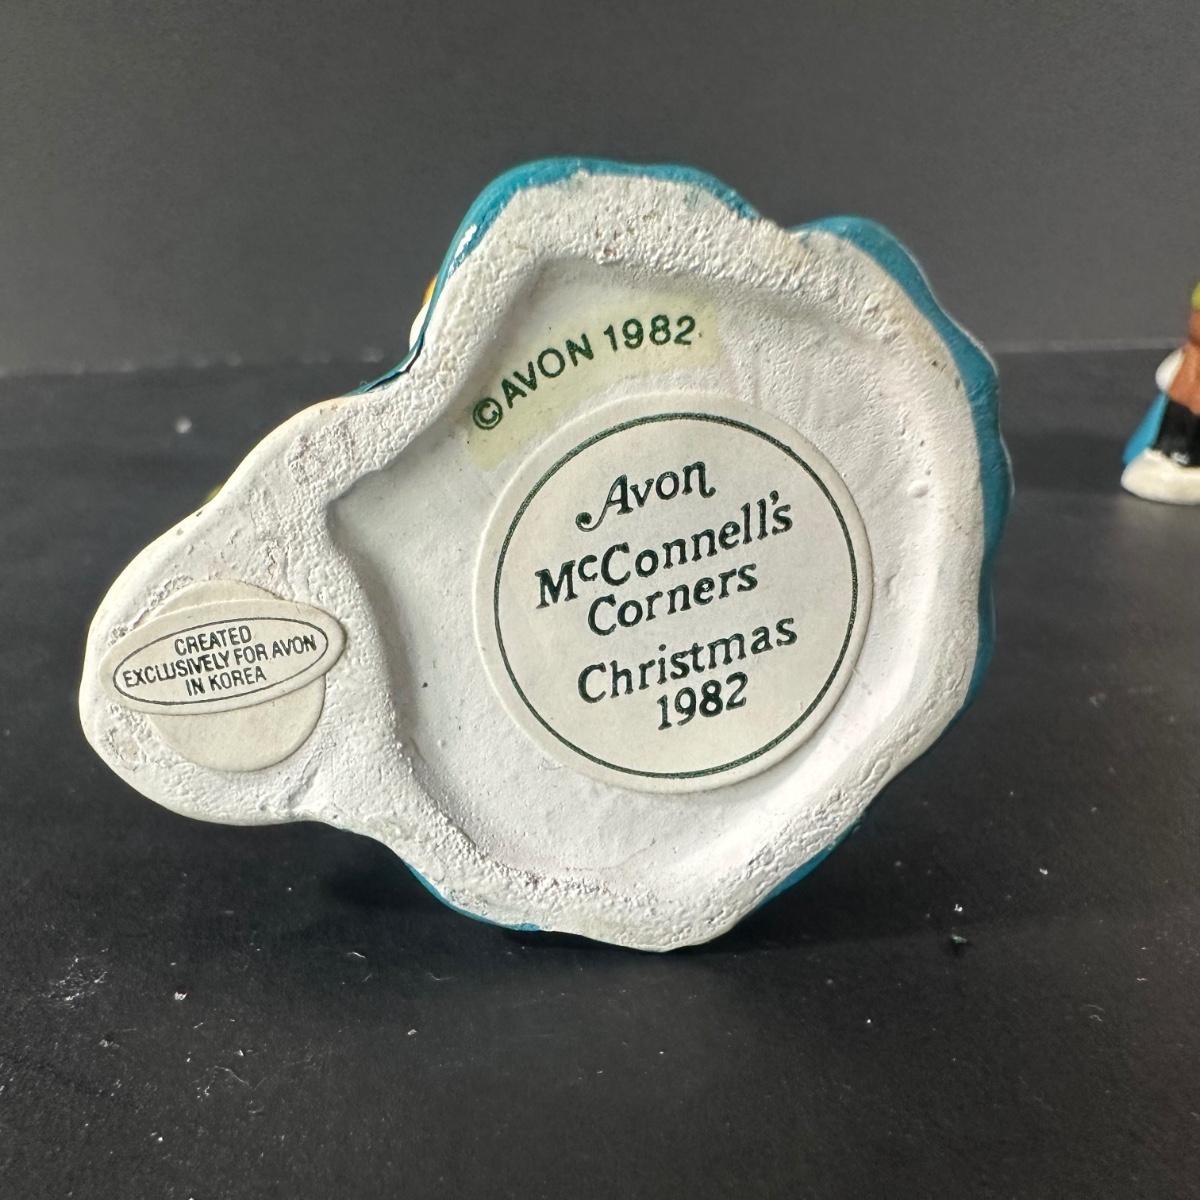 ©AVON 1982
Avon
McConnell's
Corners
Christmas
1982
CREATED
EXCLUSIVELY FOR AVON
IN KOREA